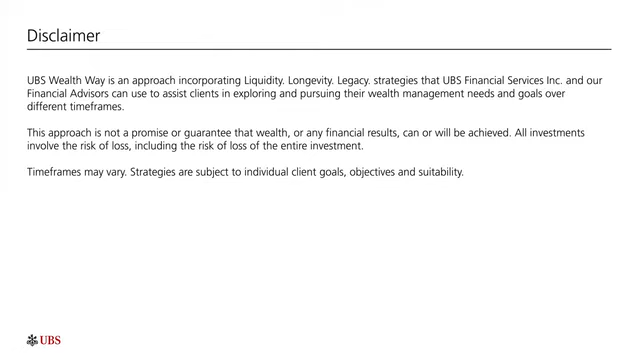 Disclaimer
UBS Wealth Way is an approach incorporating Liquidity. Longevity. Legacy. strategies that UBS Financial Services Inc. and our
Financial Advisors can use to assist clients in exploring and pursuing their wealth management needs and goals over
different timeframes.
This approach is not a promise or guarantee that wealth, or any financial results, can or will be achieved. All investments
involve the risk of loss, including the risk of loss of the entire investment.
Timeframes may vary. Strategies are subject to individual client goals, objectives and suitability.
UBS